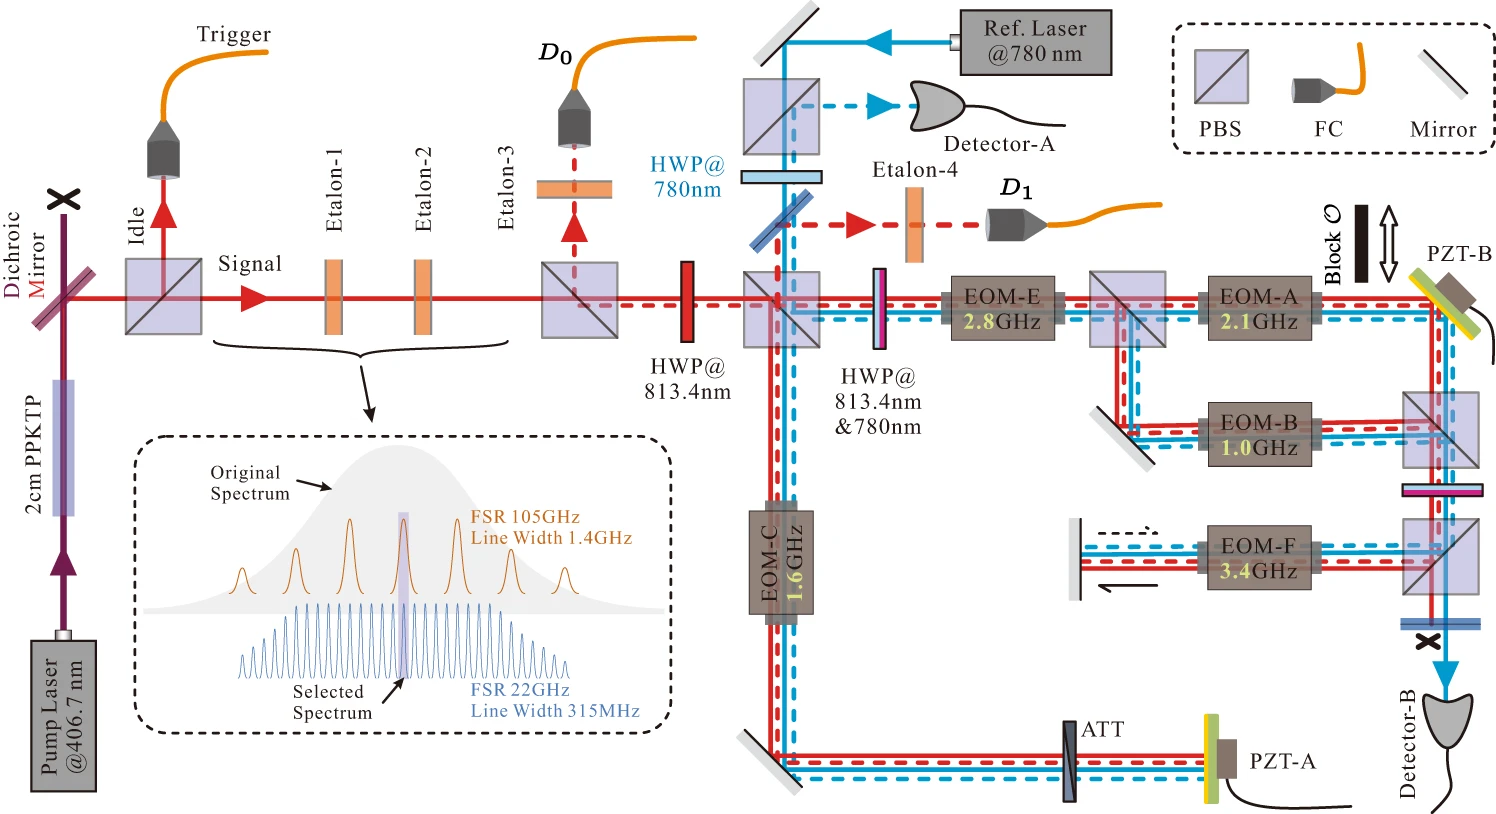 Trigger
D₀
Ref. Laser
@780 nm
PBS
FC
Mirror
Detector-A
HWP@
780nm
Etalon-1
Etalon-2
Etalon-3
Etalon-4
D₁
Idle
Dichroic
Mirror
Signal
Block O
PZT-B
EOM-E
2.8GHz
EOM-A
2.1GHz
HWP@
813.4nm
HWP@
813.4nm
&780nm
EOM-B
1.0GHz
2cm PPKTP
Original
Spectrum
FSR 105GHz
Line Width 1.4GHz
EOM-C
1.6GHz
EOM-F
3.4GHz
Selected
Spectrum
FSR 22GHz
Line Width 315MHz
Pump Laser
@406.7 nm
ATT
PZT-A
Detector-B